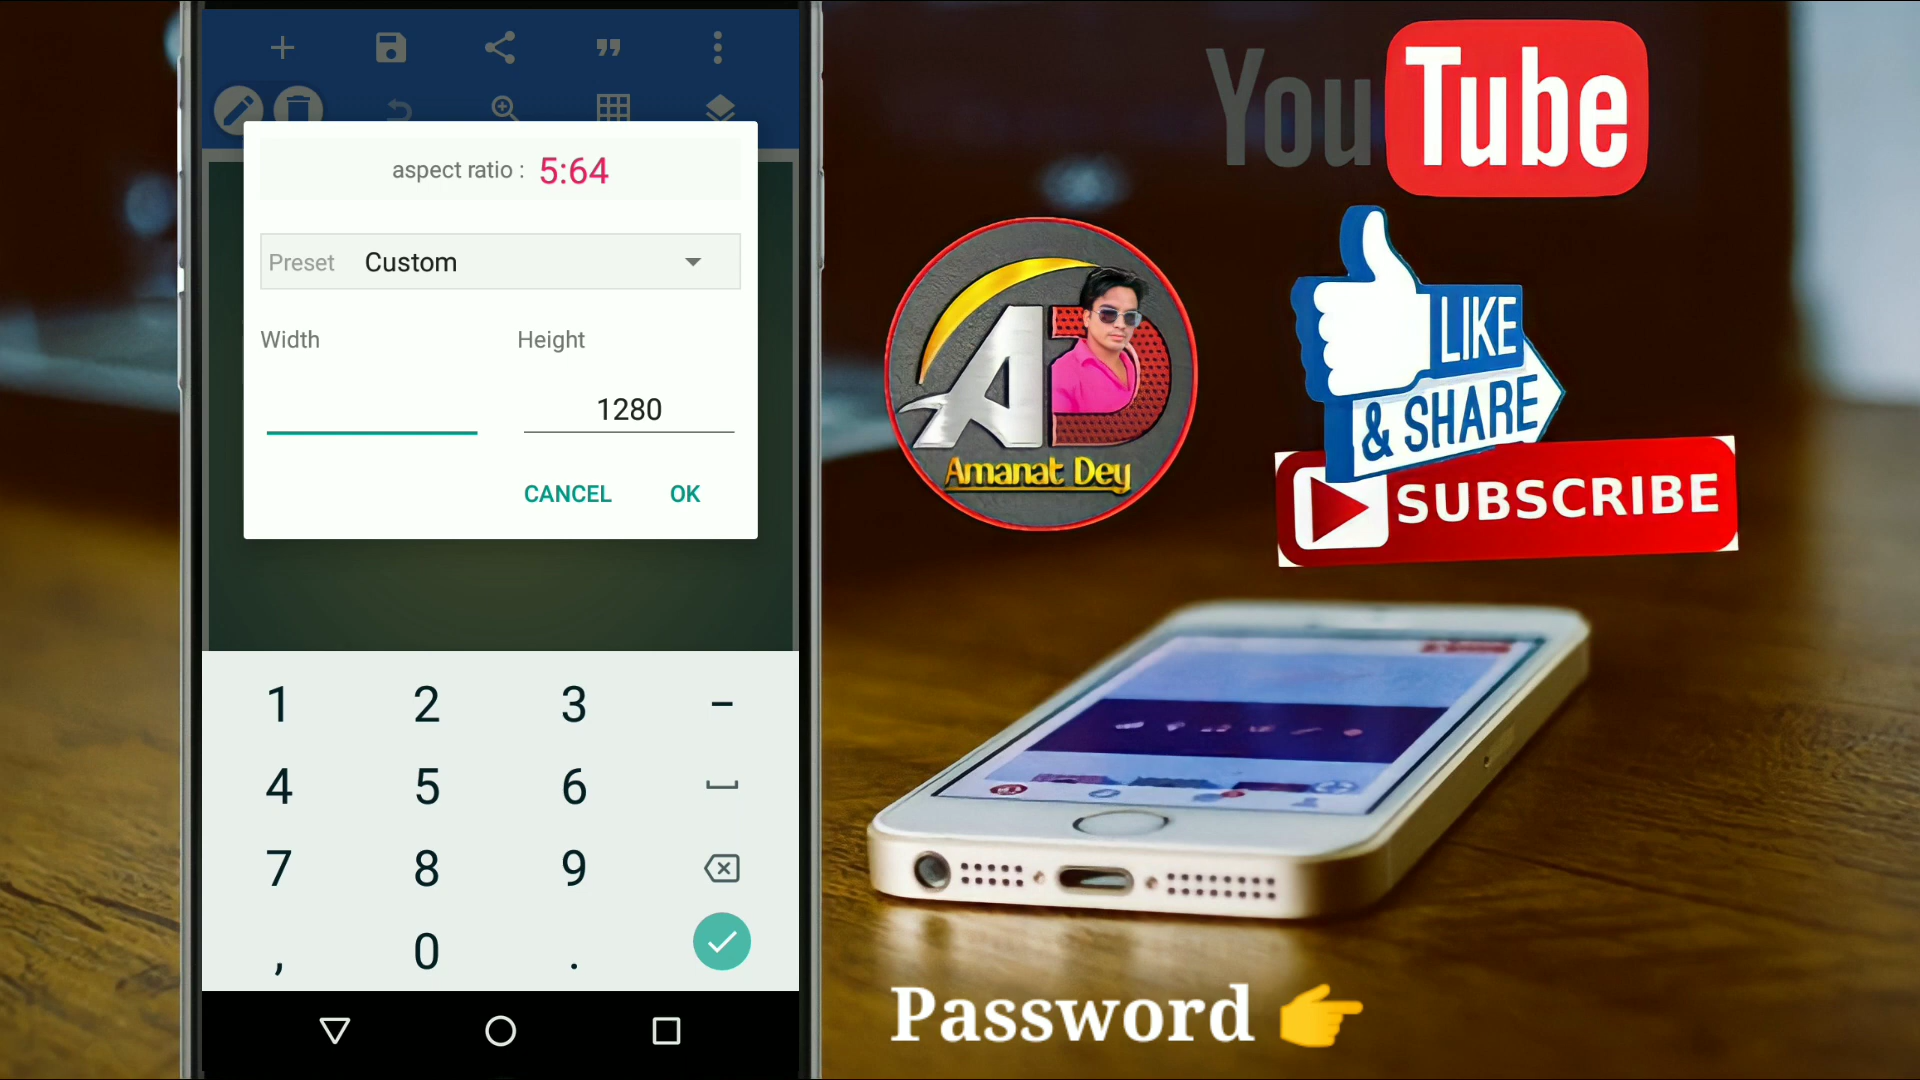 aspect ratio : 5:64
Preset Custom
Width Height
1280
CANCEL OK
1 2 3 -
4 5 6
7 8 9
, 0 .
YouTube
AD
Amanat Dey
LIKE
& SHARE
SUBSCRIBE
Password